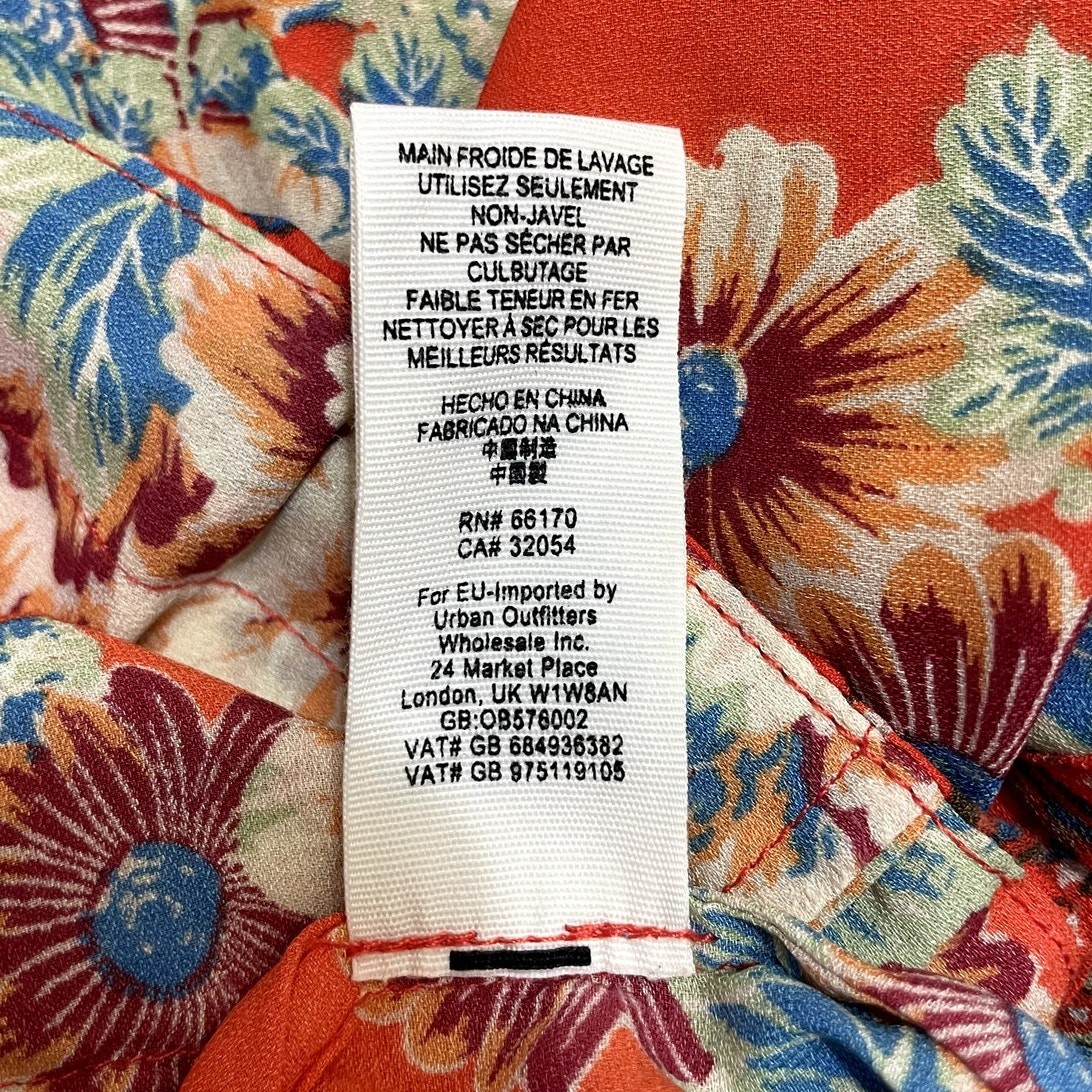 MAIN FROIDE DE LAVAGE
UTILISEZ SEULEMENT
NON-JAVEL
NE PAS SÉCHER PAR
CULBUTAGE
FAIBLE TENEUR EN FER
NETTOYER À SEC POUR LES
MEILLEURS RÉSULTATS
HECHO EN CHINA
FABRICADO NA CHINA
中國制造
中国製
RN# 66170
CA# 32054
For EU-Imported by
Urban Outfitters
Wholesale Inc.
24 Market Place
London, UK W1W8AN
GB:OB576002
VAT# GB 684936382
VAT# GB 975119105